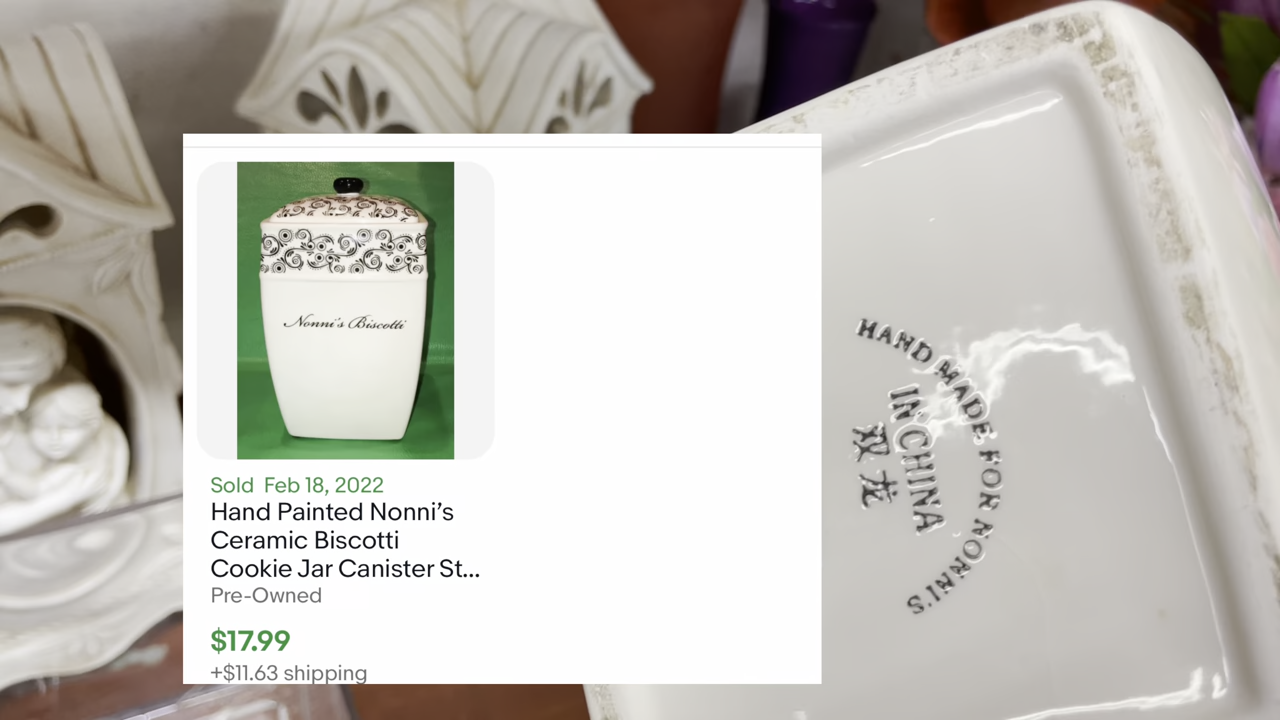 Nonni's Biscotti
Sold Feb 18, 2022
Hand Painted Nonni’s
Ceramic Biscotti
Cookie Jar Canister St...
Pre-Owned
$17.99
+$11.63 shipping
HAND MADE FOR NONNI'S
IN CHINA
双龙